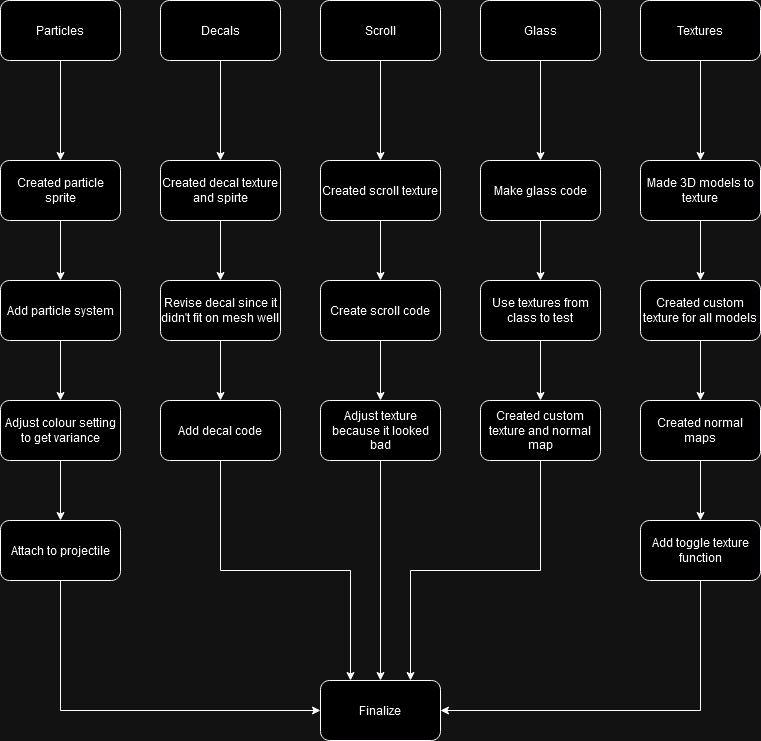 Particles
Decals
Scroll
Glass
Textures
Created particle
sprite
Created decal texture
and spirte
Created scroll texture
Make glass code
Made 3D models to
texture
Add particle system
Revise decal since it
didn't fit on mesh well
Create scroll code
Use textures from
class to test
Created custom
texture for all models
Adjust colour setting
to get variance
Add decal code
Adjust texture
because it looked
bad
Created custom
texture and normal
map
Created normal
maps
Attach to projectile
Add toggle texture
function
Finalize